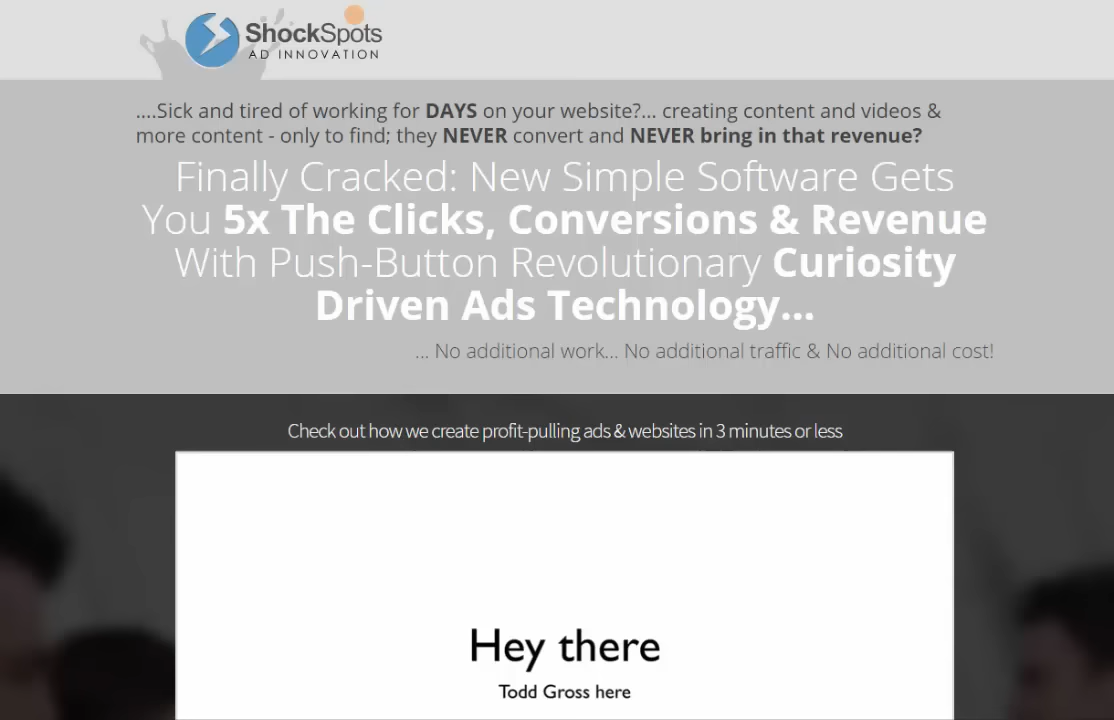 ShockSpots
AD INNOVATION
....Sick and tired of working for DAYS on your website?... creating content and videos &
more content - only to find; they NEVER convert and NEVER bring in that revenue?
Finally Cracked: New Simple Software Gets
You 5x The Clicks, Conversions & Revenue
With Push-Button Revolutionary Curiosity
Driven Ads Technology...
... No additional work... No additional traffic & No additional cost!
Check out how we create profit-pulling ads & websites in 3 minutes or less
Hey there
Todd Gross here